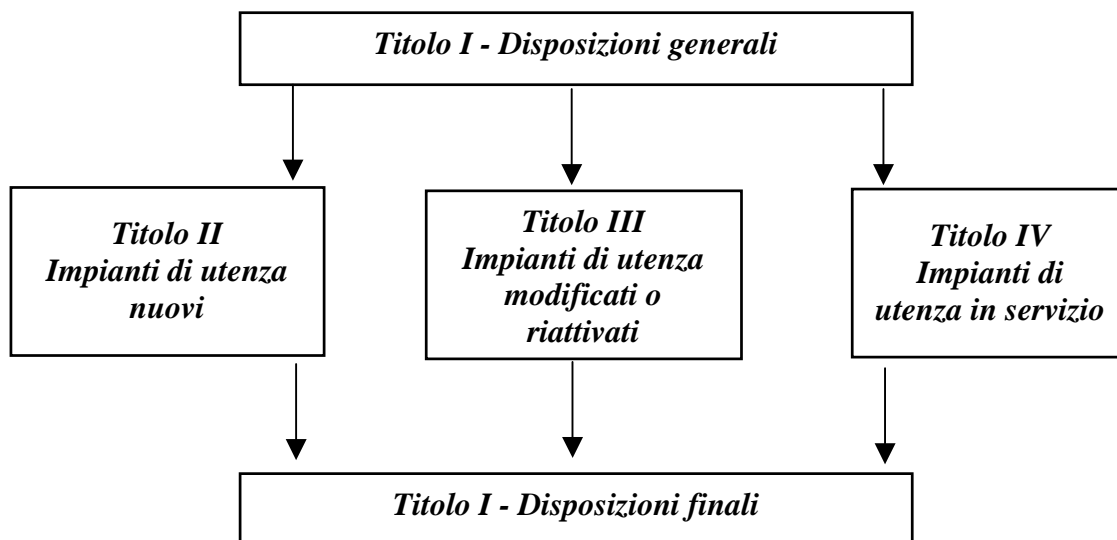 Titolo I - Disposizioni generali
Titolo II
Impianti di utenza
nuovi
Titolo III
Impianti di utenza
modificati o
riattivati
Titolo IV
Impianti di
utenza in servizio
Titolo I - Disposizioni finali